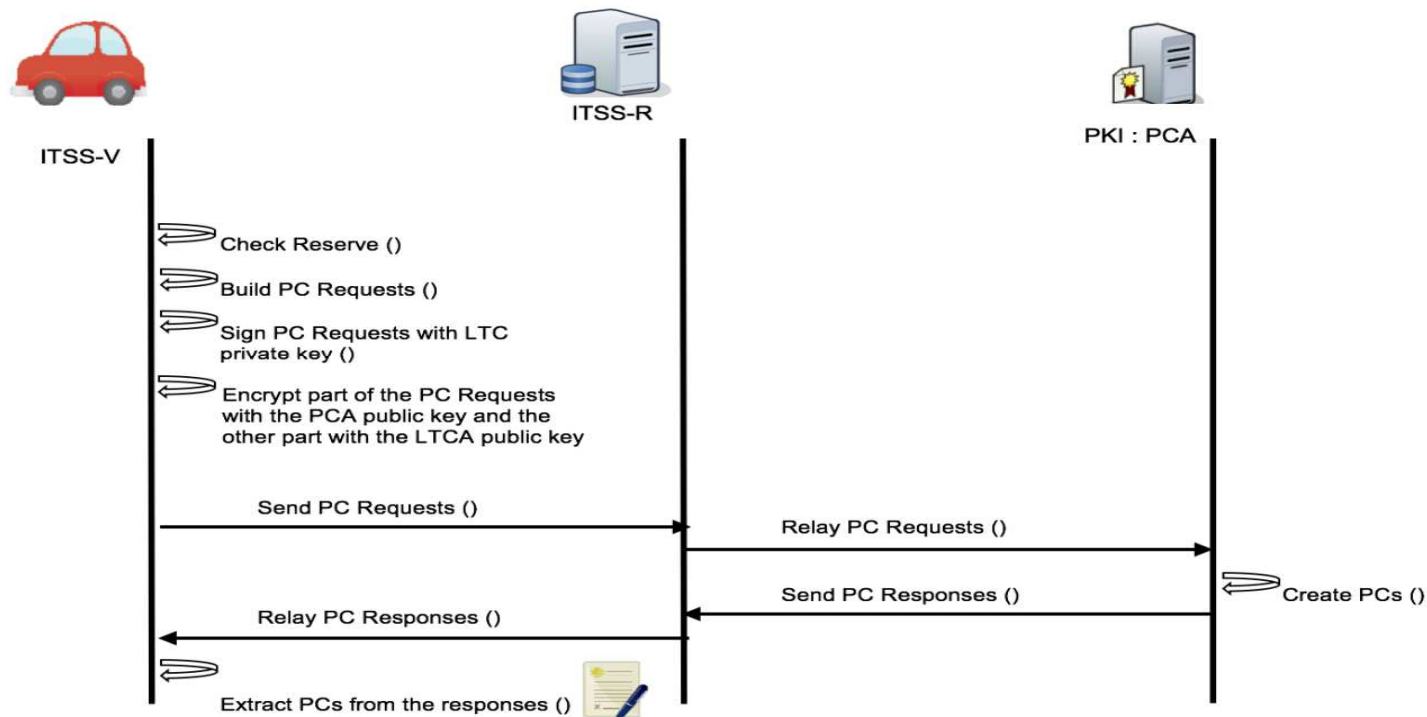 ITSS-R
PKI : PCA
ITSS-V
Check Reserve ()
Build PC Requests ()
Sign PC Requests with LTC
private key ()
Encrypt part of the PC Requests
with the PCA public key and the
other part with the LTCA public key
Send PC Requests ()
Relay PC Requests ()
Create PCs ()
Send PC Responses ()
Relay PC Responses ()
Extract PCs from the responses ()